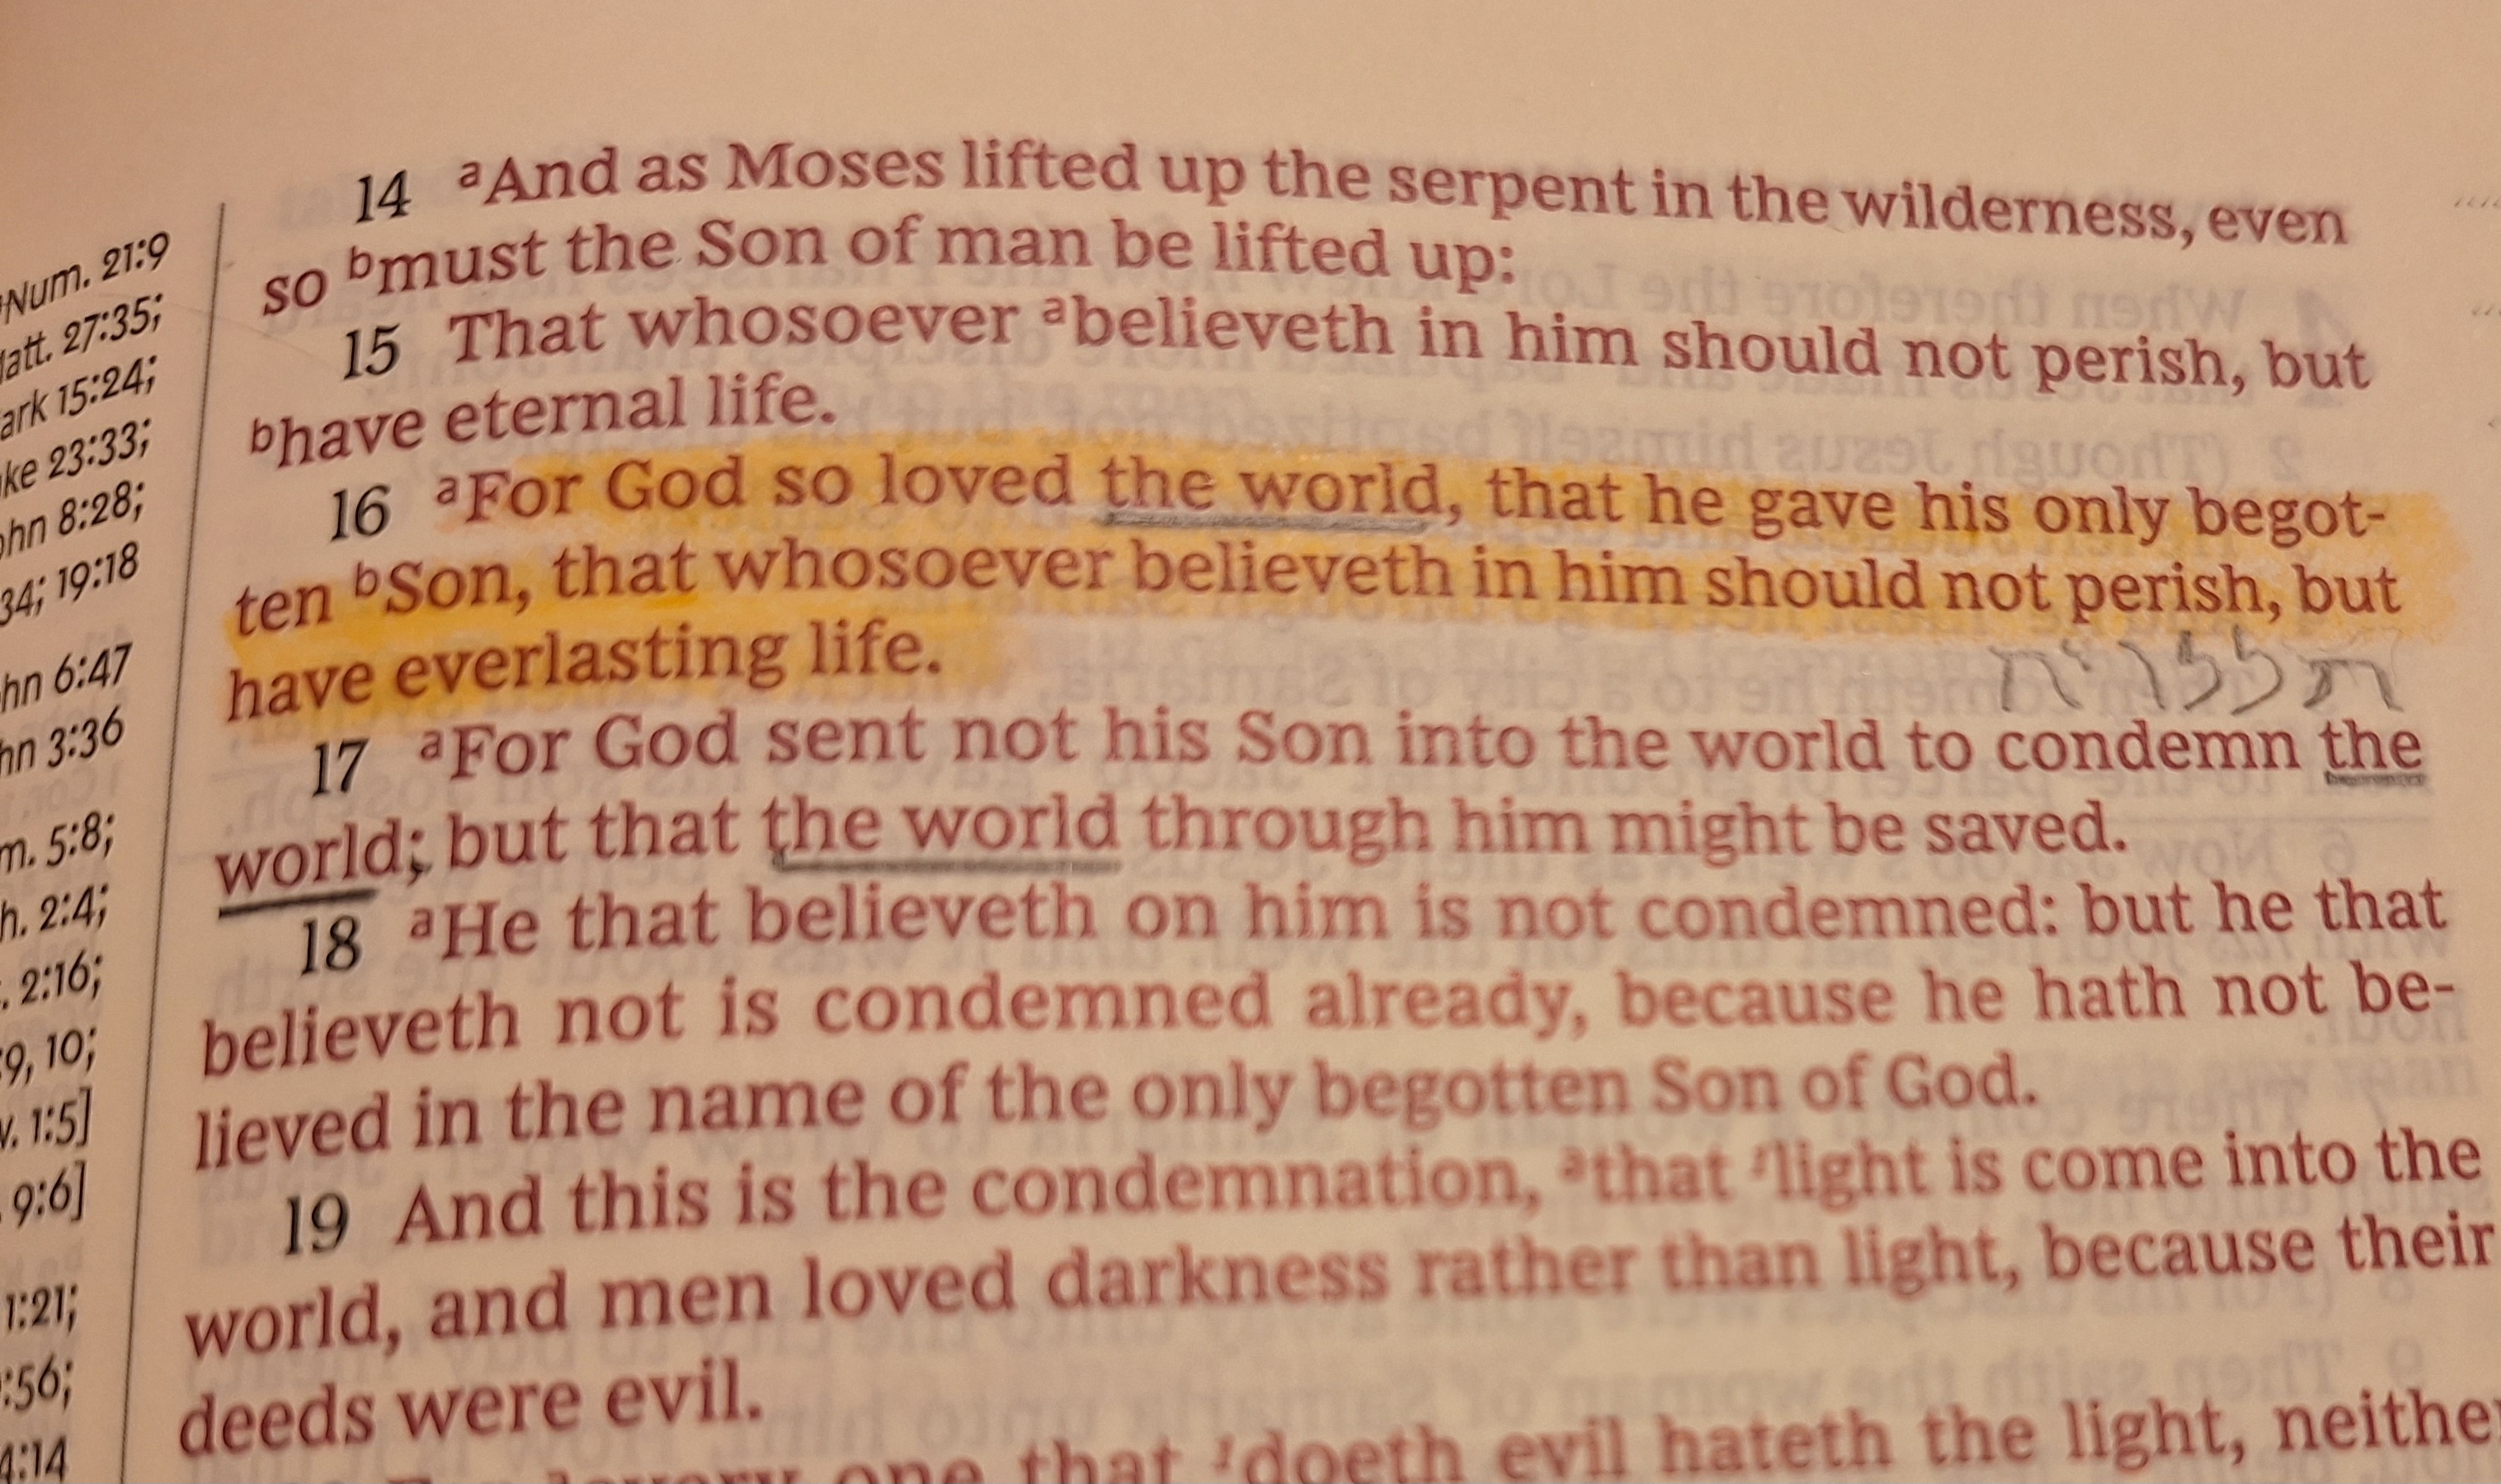 Num. 21:9
att. 27:35;
ark 15:24;
ke 23:33;
hn 8:28;
34; 19:18
hn 6:47
hn 3:36
m. 5:8;
h. 2:4;
. 2:16;
9, 10;
v. 1:5]
9:6]
1:21;
:56;
4:14
14 ᵃAnd as Moses lifted up the serpent in the wilderness, even
so ᵇmust the Son of man be lifted up:
15 That whosoever ᵃbelieveth in him should not perish, but
ᵇhave eternal life.
16 ᵃFor God so loved the world, that he gave his only begot-
ten ᵇSon, that whosoever believeth in him should not perish, but
have everlasting life.
17 ᵃFor God sent not his Son into the world to condemn the
world; but that the world through him might be saved.
18 ᵃHe that believeth on him is not condemned: but he that
believeth not is condemned already, because he hath not be-
lieved in the name of the only begotten Son of God.
19 And this is the condemnation, ᵃthat light is come into the
world, and men loved darkness rather than light, because their
deeds were evil.
every one that doeth evil hateth the light, neither